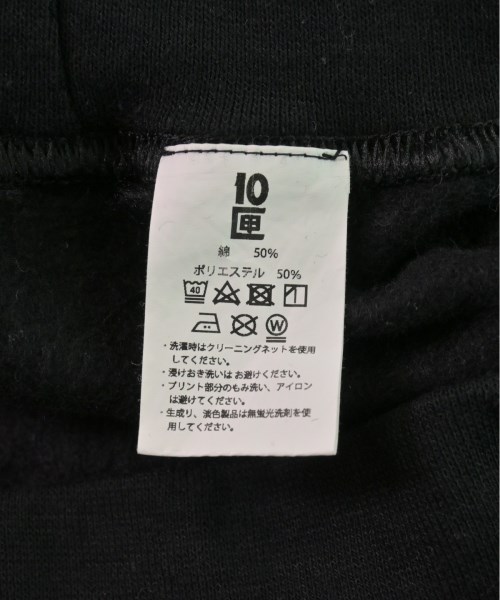 10
匣
綿 50%
ポリエステル 50%
40
W
・洗濯時はクリーニングネットを使用
してください。
・浸けおき洗いは お避けください。
・プリント部分のもみ洗い、アイロン
は避けてください。
・生成り、淡色製品は無蛍光洗剤を使
用してください。